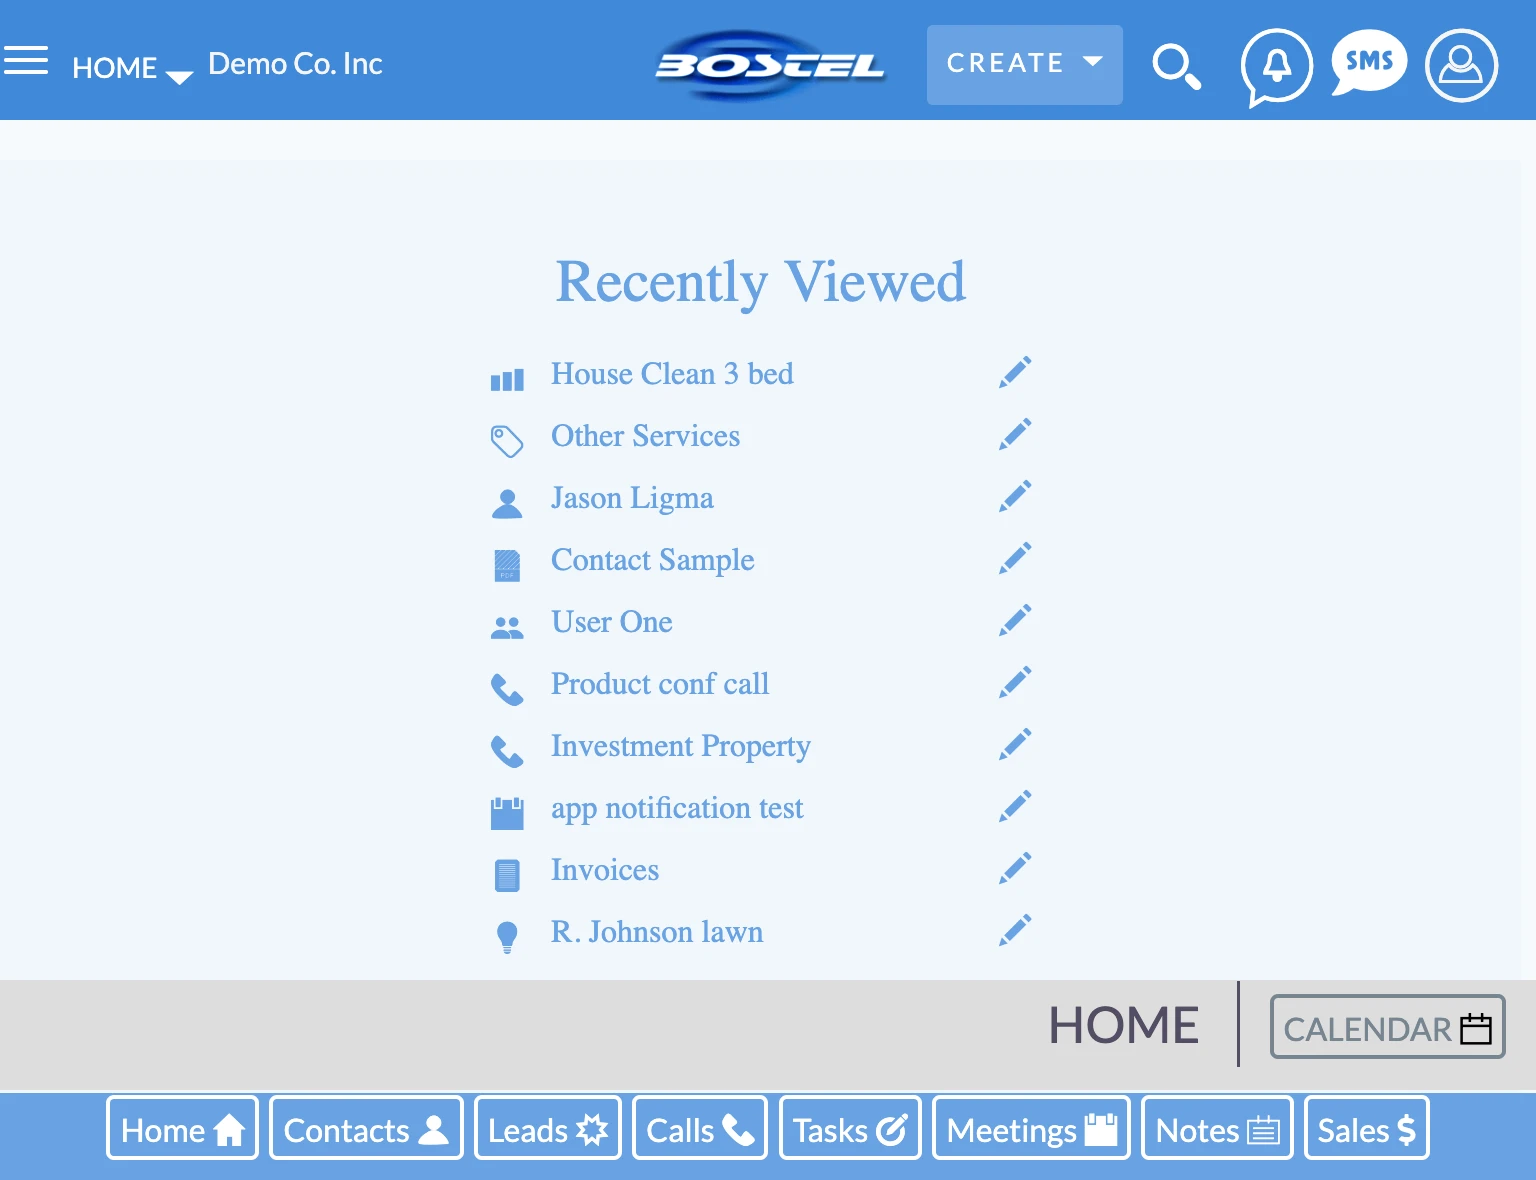 HOME
Demo Co. Inc
BOSTEL
CREATE
SMS
Recently Viewed
House Clean 3 bed
Other Services
Jason Ligma
Contact Sample
PDF
User One
Product conf call
Investment Property
app notification test
Invoices
R. Johnson lawn
HOME
CALENDAR
Home
Contacts
Leads
Calls
Tasks
Meetings
Notes
Sales $